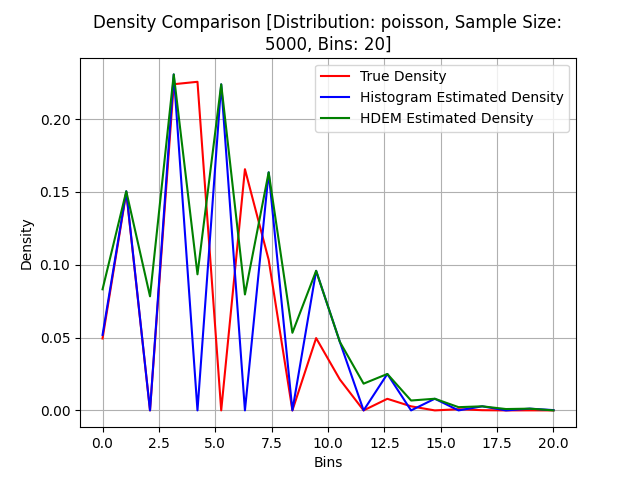 Density Comparison [Distribution: poisson, Sample Size:
5000, Bins: 20]
True Density
Histogram Estimated Density
HDEM Estimated Density
Density
0.20
0.15
0.10
0.05
0.00
0.0 2.5 5.0 7.5 10.0 12.5 15.0 17.5 20.0
Bins